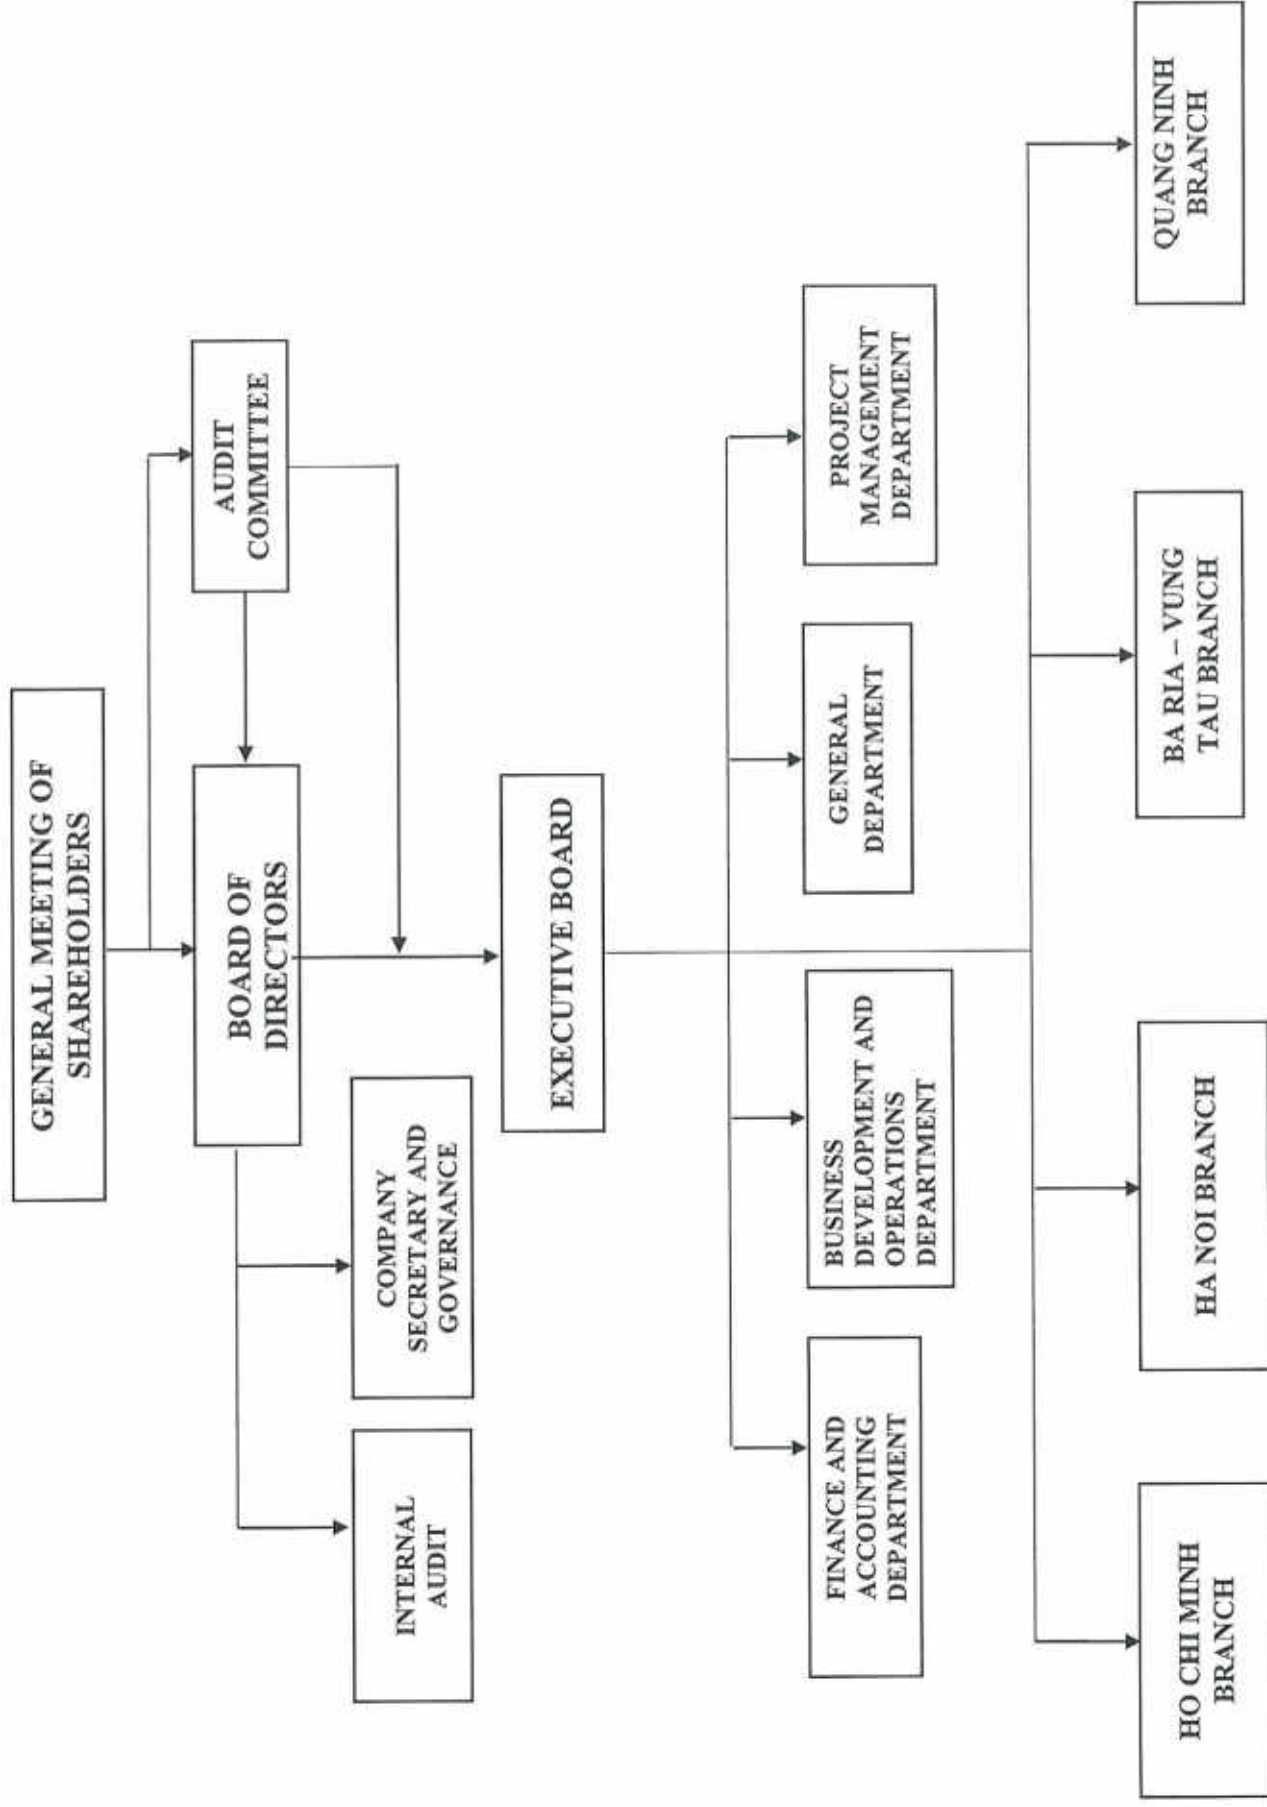 GENERAL MEETING OF
SHAREHOLDERS
AUDIT
COMMITTEE
BOARD OF
DIRECTORS
INTERNAL
AUDIT
COMPANY
SECRETARY AND
GOVERNANCE
EXECUTIVE BOARD
FINANCE AND
ACCOUNTING
DEPARTMENT
BUSINESS
DEVELOPMENT AND
OPERATIONS
DEPARTMENT
GENERAL
DEPARTMENT
PROJECT
MANAGEMENT
DEPARTMENT
HO CHI MINH
BRANCH
HA NOI BRANCH
BA RIA – VUNG
TAU BRANCH
QUANG NINH
BRANCH